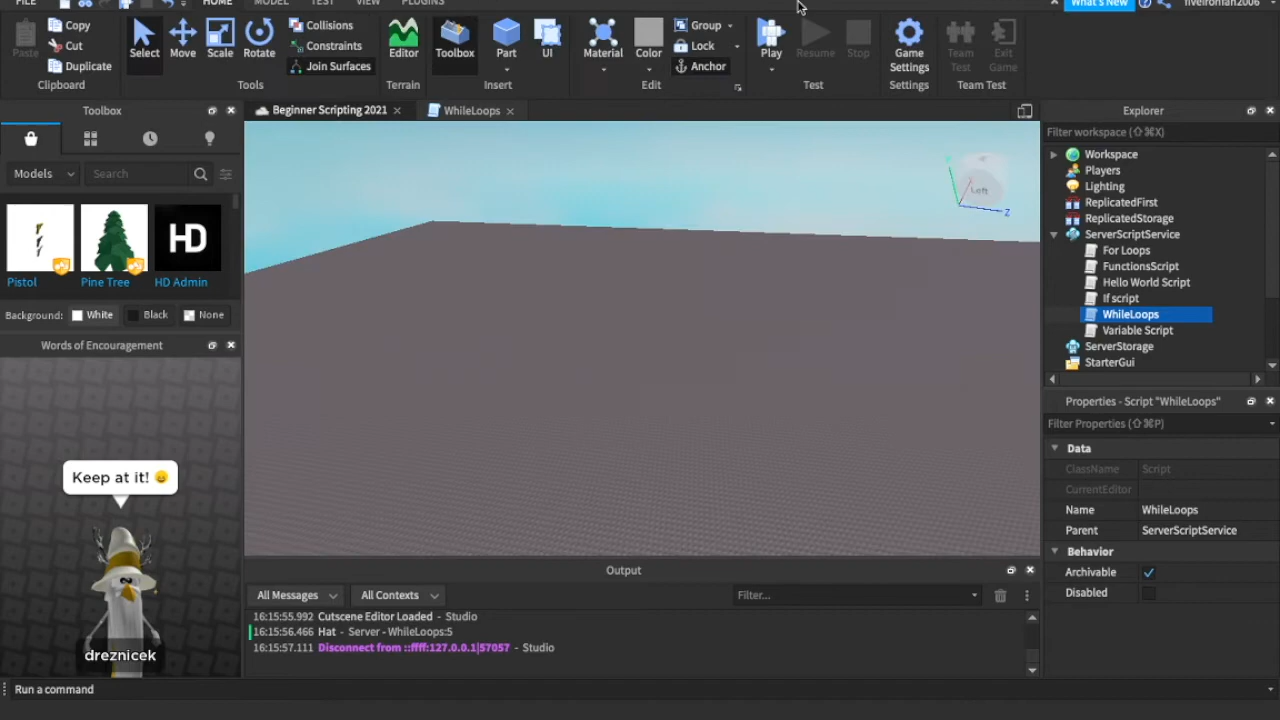 FILE HOME MODEL TEST VIEW PLUGINS What's New fiveironfan2006
Paste Copy Cut Duplicate
Select Move Scale Rotate Collisions Constraints Join Surfaces
Editor Toolbox Part UI Material Color Group Lock Anchor
Play Resume Stop Game Settings Team Test Exit Game
Clipboard Tools Terrain Insert Edit Test Settings Team Test
Toolbox
Models Search
Pistol Pine Tree HD HD Admin
Background: White Black None
Words of Encouragement
Keep at it!
dreznicek
Beginner Scripting 2021 WhileLoops
Left
Z
Output
All Messages All Contexts Filter...
16:15:55.992 Cutscene Editor Loaded - Studio
16:15:56.466 Hat - Server - WhileLoops:5
16:15:57.111 Disconnect from ::ffff:127.0.0.1|57057 - Studio
Explorer
Filter workspace (⇧⌘X)
Workspace
Players
Lighting
ReplicatedFirst
ReplicatedStorage
ServerScriptService
For Loops
FunctionsScript
Hello World Script
If script
WhileLoops
Variable Script
ServerStorage
StarterGui
Properties - Script "WhileLoops"
Filter Properties (⇧⌘P)
Data
ClassName Script
CurrentEditor
Name WhileLoops
Parent ServerScriptService
Behavior
Archivable
Disabled
Run a command